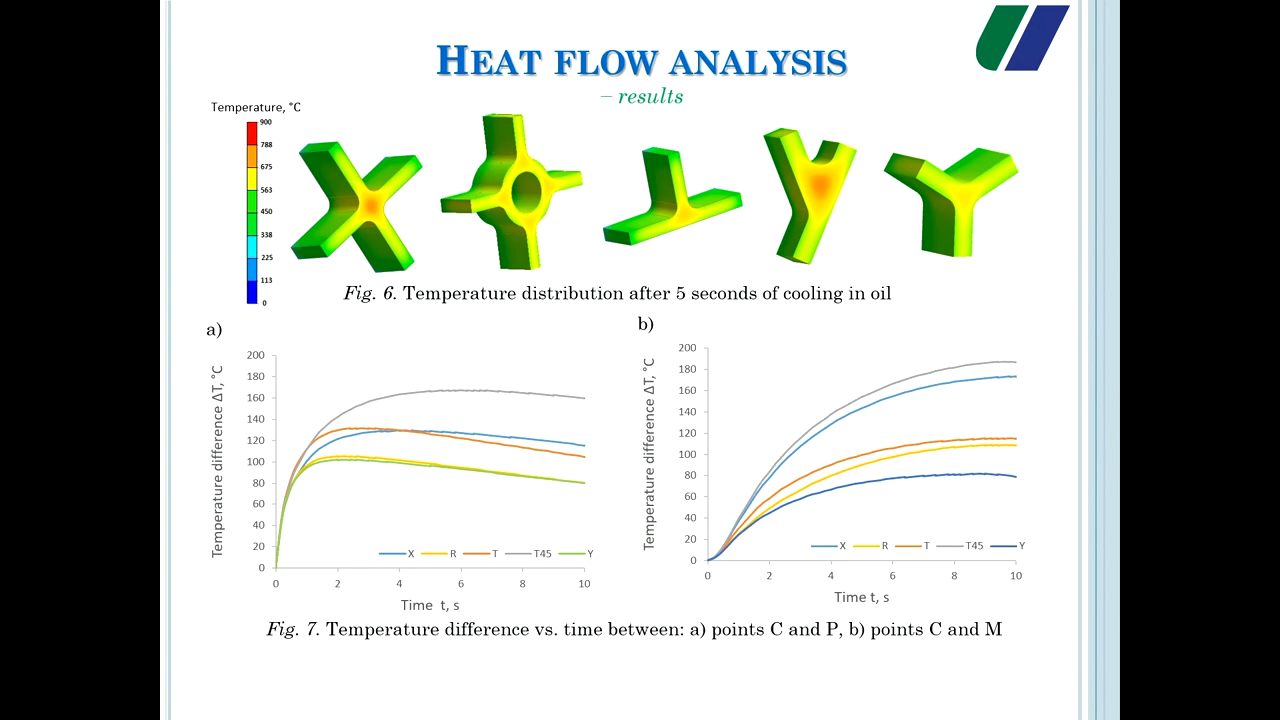 HEAT FLOW ANALYSIS
– results
Temperature, °C
900
788
675
563
450
338
225
113
0
Fig. 6. Temperature distribution after 5 seconds of cooling in oil
a)
b)
Temperature difference ΔT, °C
200
180
160
140
120
100
80
60
40
20
0
X R T T45 Y
0 2 4 6 8 10
Time t, s
Temperature difference ΔT, °C
200
180
160
140
120
100
80
60
40
20
0
X R T T45 Y
0 2 4 6 8 10
Time t, s
Fig. 7. Temperature difference vs. time between: a) points C and P, b) points C and M